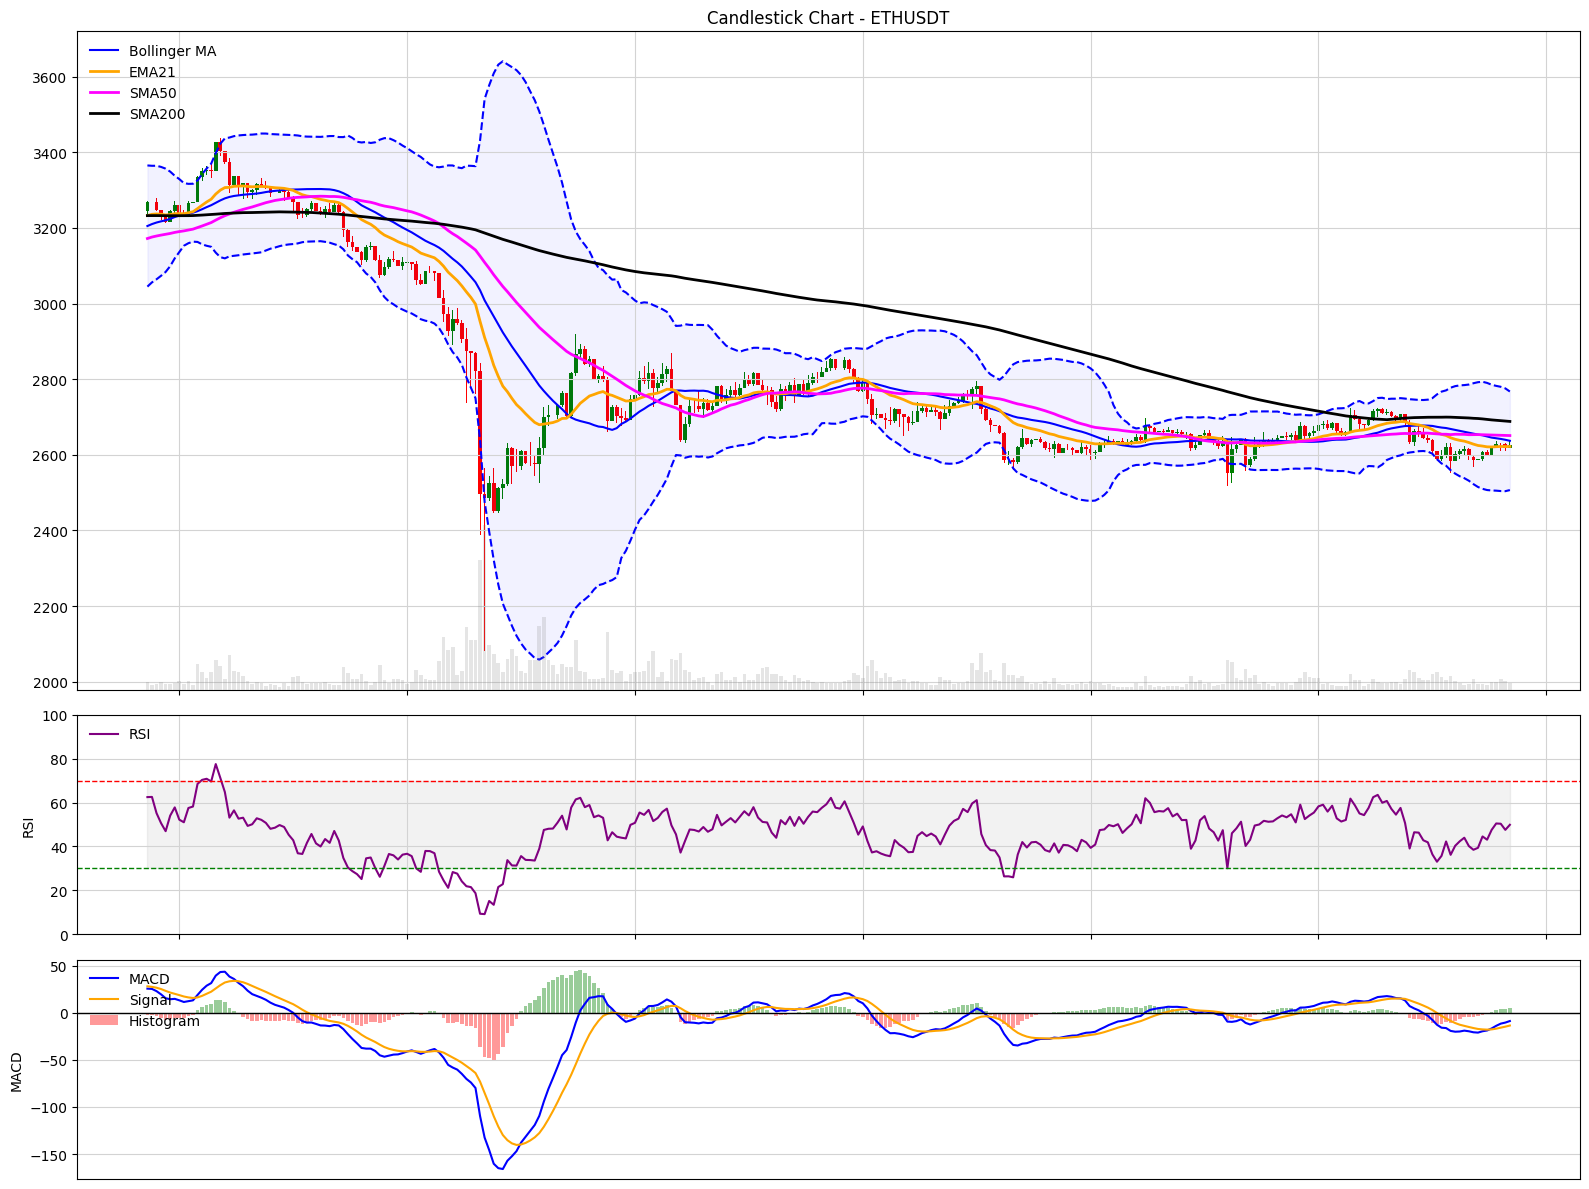 Candlestick Chart - ETHUSDT
Bollinger MA
EMA21
SMA50
SMA200
3600
3400
3200
3000
2800
2600
2400
2200
2000
RSI
100
80
60
40
20
0
RSI
MACD
Signal
Histogram
50
0
−50
−100
−150
MACD